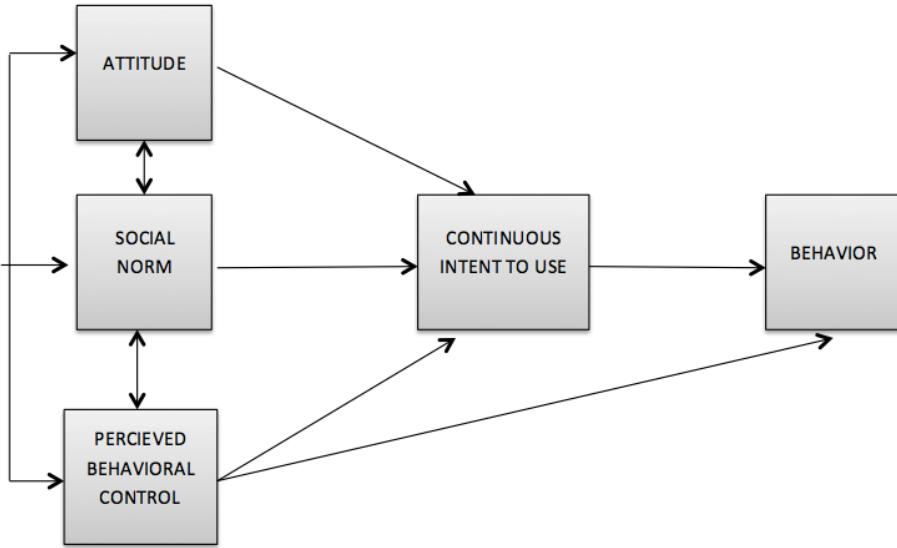 ATTITUDE
SOCIAL
NORM
CONTINUOUS
INTENT TO USE
BEHAVIOR
PERCIEVED
BEHAVIORAL
CONTROL